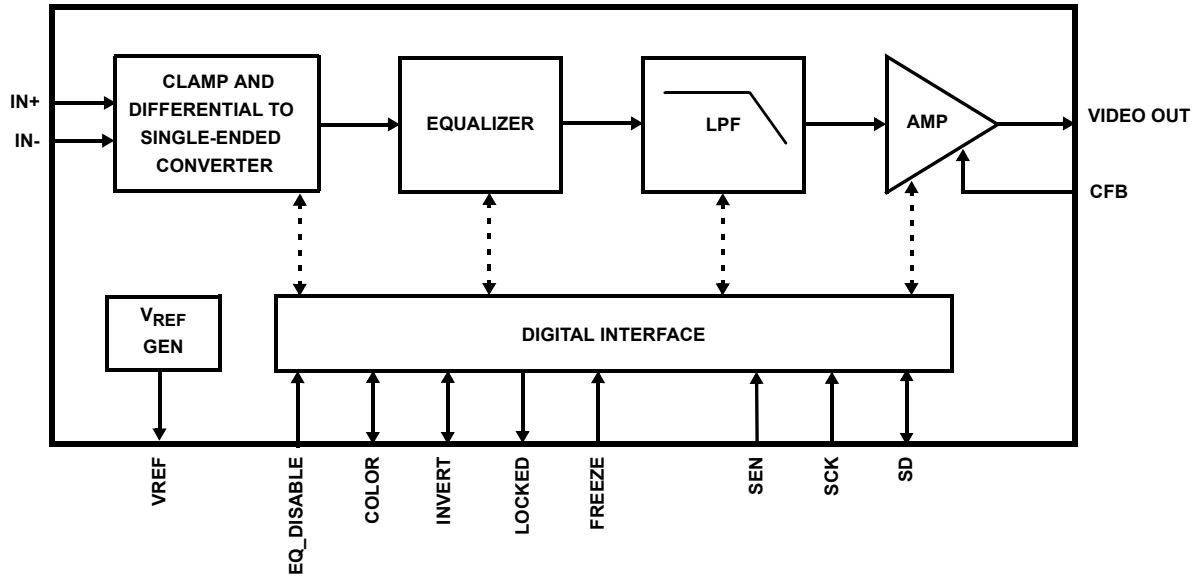 IN+
IN-
CLAMP AND
DIFFERENTIAL TO
SINGLE-ENDED
CONVERTER
EQUALIZER
LPF
AMP
VIDEO OUT
CFB
VREF
GEN
DIGITAL INTERFACE
VREF
EQ_DISABLE
COLOR
INVERT
LOCKED
FREEZE
SEN
SCK
SD